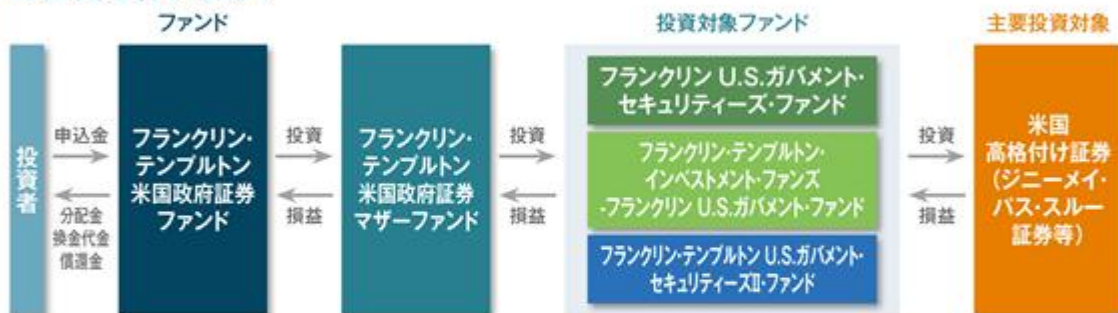 ファンド
投資対象ファンド
主要投資対象
投資者
申込金
分配金
換金代金
償還金
フランクリン・
テンプルトン
米国政府証券
ファンド
投資
損益
フランクリン・
テンプルトン
米国政府証券
マザーファンド
投資
損益
フランクリン U.S.ガバメント・
セキュリティーズ・ファンド
フランクリン・テンプルトン・
インベストメント・ファンズ
-フランクリン U.S.ガバメント・ファンド
フランクリン・テンプルトン U.S.ガバメント・
セキュリティーズⅡ・ファンド
投資
損益
米国
高格付け証券
(ジニーメイ・
パス・スルー
証券等)